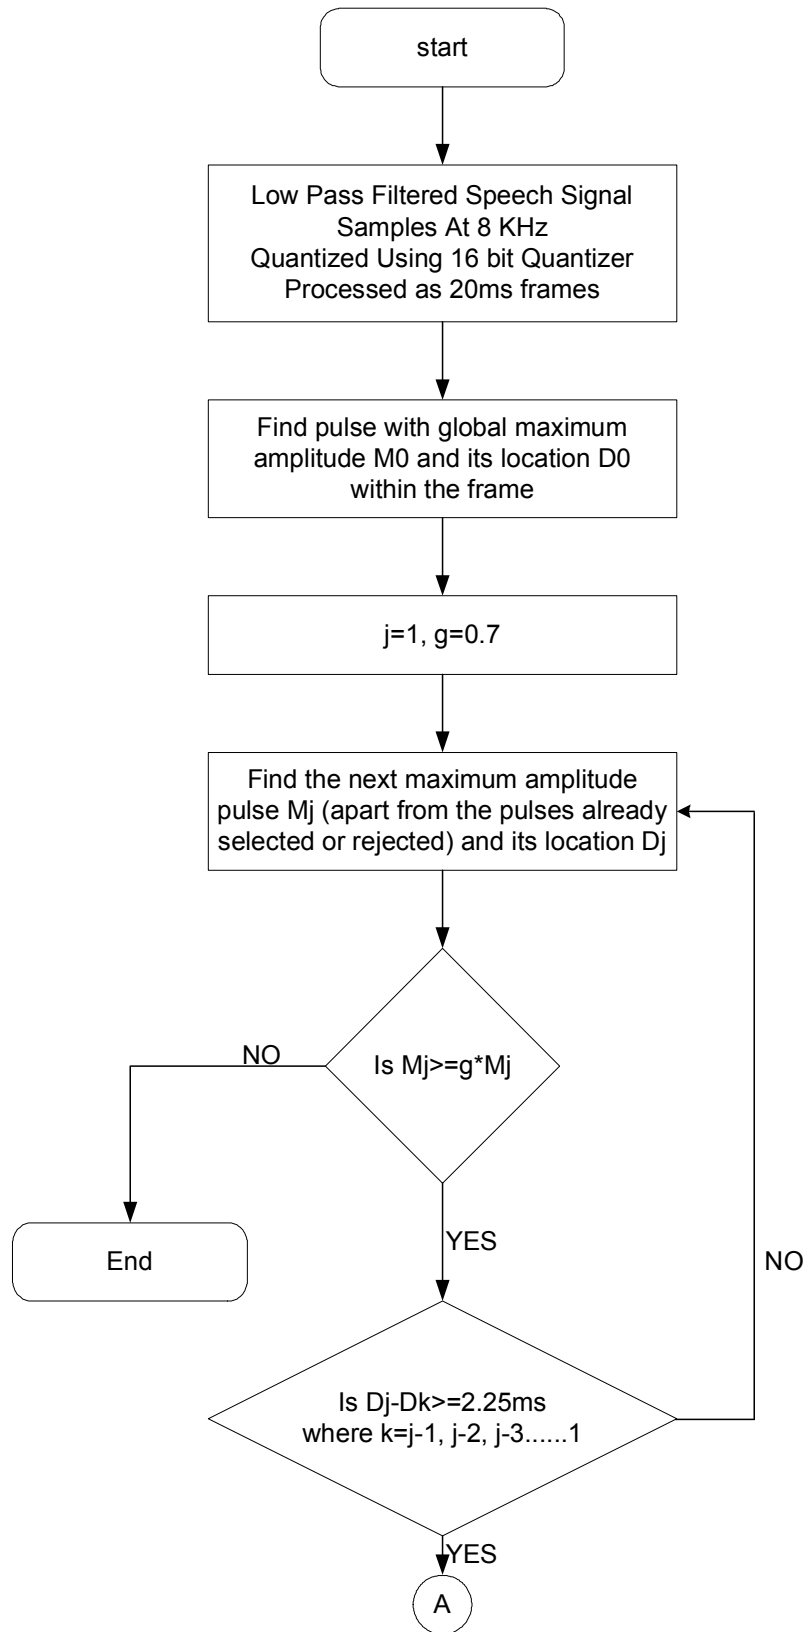 start
Low Pass Filtered Speech Signal
Samples At 8 KHz
Quantized Using 16 bit Quantizer
Processed as 20ms frames
Find pulse with global maximum
amplitude M0 and its location D0
within the frame
j=1, g=0.7
Find the next maximum amplitude
pulse Mj (apart from the pulses already
selected or rejected) and its location Dj
Is Mj>=g*Mj
NO
End
YES
NO
Is Dj-Dk>=2.25ms
where k=j-1, j-2, j-3......1
YES
A